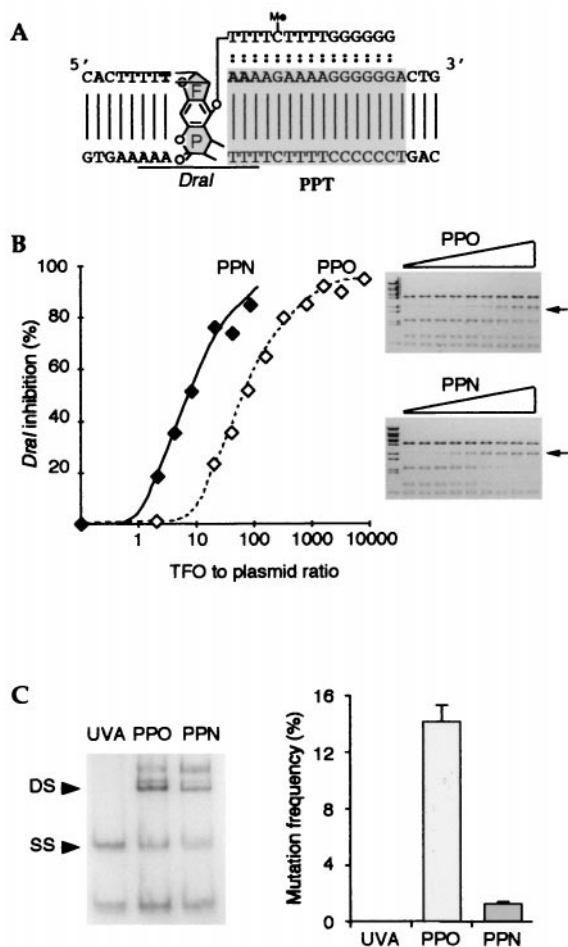 A
Me
TTTTCTTTTGGGGGG
5' 3'
CACTTTTT F AAAAGAAAAGGGGGGACTG
P
GTGAAAAA TTTTCTTTTCCCCCCTGAC
DraI PPT
B
PPN PPO
100
80
60
40
20
DraI inhibition (%)
1 10 100 1000 10000
TFO to plasmid ratio
PPO
PPN
C
UVA PPO PPN
DS
SS
16
12
8
4
0
Mutation frequency (%)
UVA PPO PPN